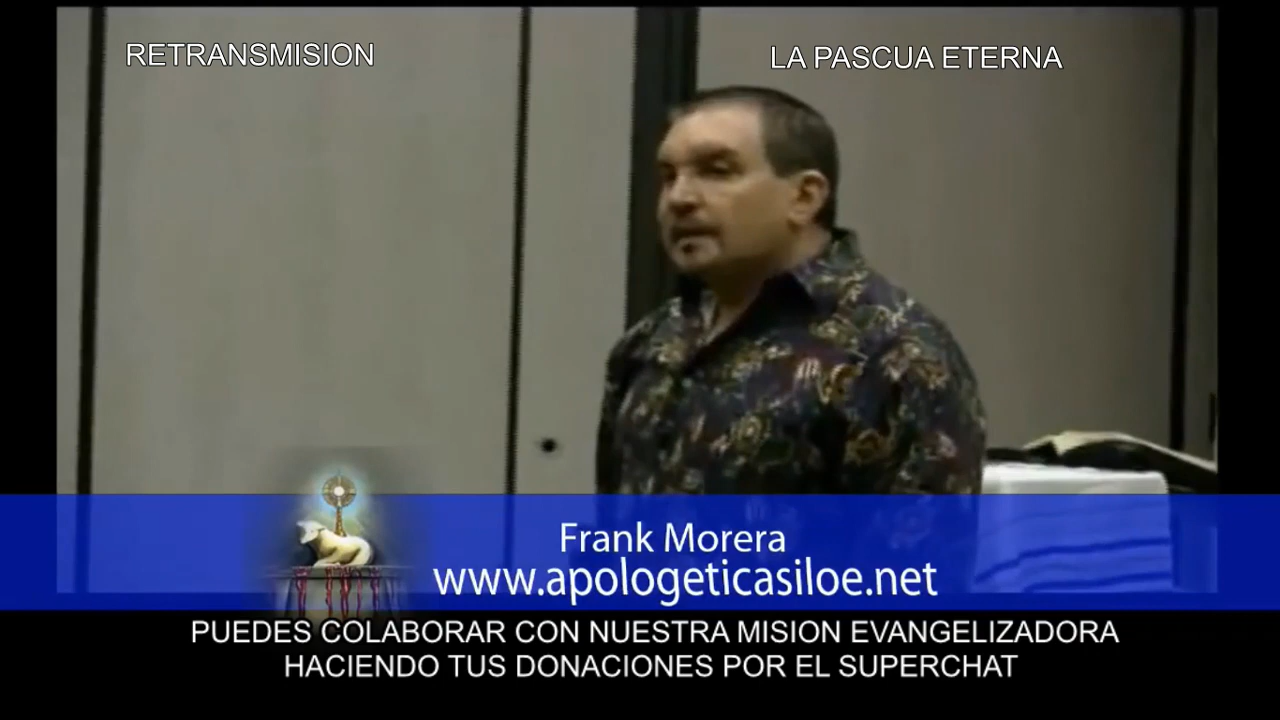 RETRANSMISION
LA PASCUA ETERNA
Frank Morera
www.apologeticasiloe.net
PUEDES COLABORAR CON NUESTRA MISION EVANGELIZADORA
HACIENDO TUS DONACIONES POR EL SUPERCHAT